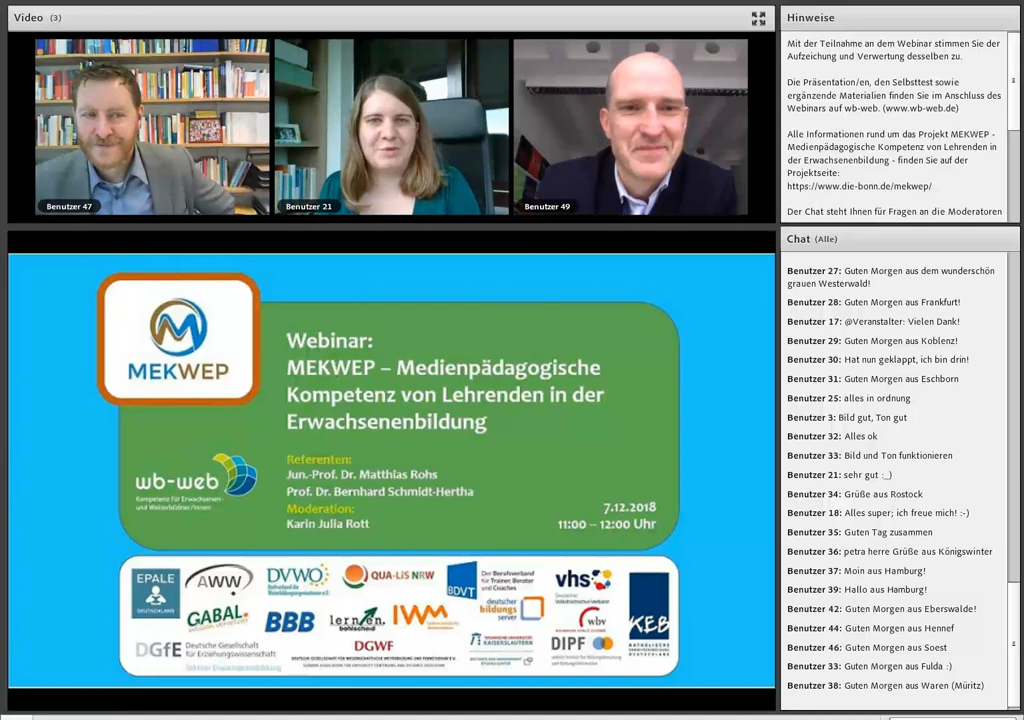 Video (3)
Benutzer 47
Benutzer 21
Benutzer 49
MEKWEP
Webinar:
MEKWEP – Medienpädagogische
Kompetenz von Lehrenden in der
Erwachsenenbildung
Referenten:
Jun.-Prof. Dr. Matthias Rohs
Prof. Dr. Bernhard Schmidt-Hertha
Moderation:
Karin Julia Rott
7.12.2018
11:00 – 12:00 Uhr
wb-web
Kompetenz für Erwachsenen-
und Weiterbildner/innen
EPALE
DEUTSCHLAND
AWW
DVWO
QUA-LiS NRW
BDVT
Der Berufsverband
für Trainer, Berater
und Coaches
deutscher
bildungs
server
vhs
KEB
GABAL
BBB
lernen
IWM
wbv
DGfE
Deutsche Gesellschaft
für Erziehungswissenschaft
Sektion Erwachsenenbildung
DGWF
TECHNISCHE UNIVERSITÄT
KAISERSLAUTERN
DIPF
Hinweise
Mit der Teilnahme an dem Webinar stimmen Sie der
Aufzeichung und Verwertung desselben zu.
Die Präsentation/en, den Selbsttest sowie
ergänzende Materialien finden Sie im Anschluss des
Webinars auf wb-web. (www.wb-web.de)
Alle Informationen rund um das Projekt MEKWEP -
Medienpädagogische Kompetenz von Lehrenden in
der Erwachsenenbildung - finden Sie auf der
Projektseite:
https://www.die-bonn.de/mekwep/
Der Chat steht Ihnen für Fragen an die Moderatoren
Chat (Alle)
Benutzer 27: Guten Morgen aus dem wunderschön
grauen Westerwald!
Benutzer 28: Guten Morgen aus Frankfurt!
Benutzer 17: @Veranstalter: Vielen Dank!
Benutzer 29: Guten Morgen aus Koblenz!
Benutzer 30: Hat nun geklappt, ich bin drin!
Benutzer 31: Guten Morgen aus Eschborn
Benutzer 25: alles in ordnung
Benutzer 3: Bild gut, Ton gut
Benutzer 32: Alles ok
Benutzer 33: Bild und Ton funktionieren
Benutzer 21: sehr gut :_)
Benutzer 34: Grüße aus Rostock
Benutzer 18: Alles super; ich freue mich! :-)
Benutzer 35: Guten Tag zusammen
Benutzer 36: petra herre Grüße aus Königswinter
Benutzer 37: Moin aus Hamburg!
Benutzer 39: Hallo aus Hamburg!
Benutzer 42: Guten Morgen aus Eberswalde!
Benutzer 44: Guten Morgen aus Hennef
Benutzer 46: Guten Morgen aus Soest
Benutzer 33: Guten Morgen aus Fulda :)
Benutzer 38: Guten Morgen aus Waren (Müritz)